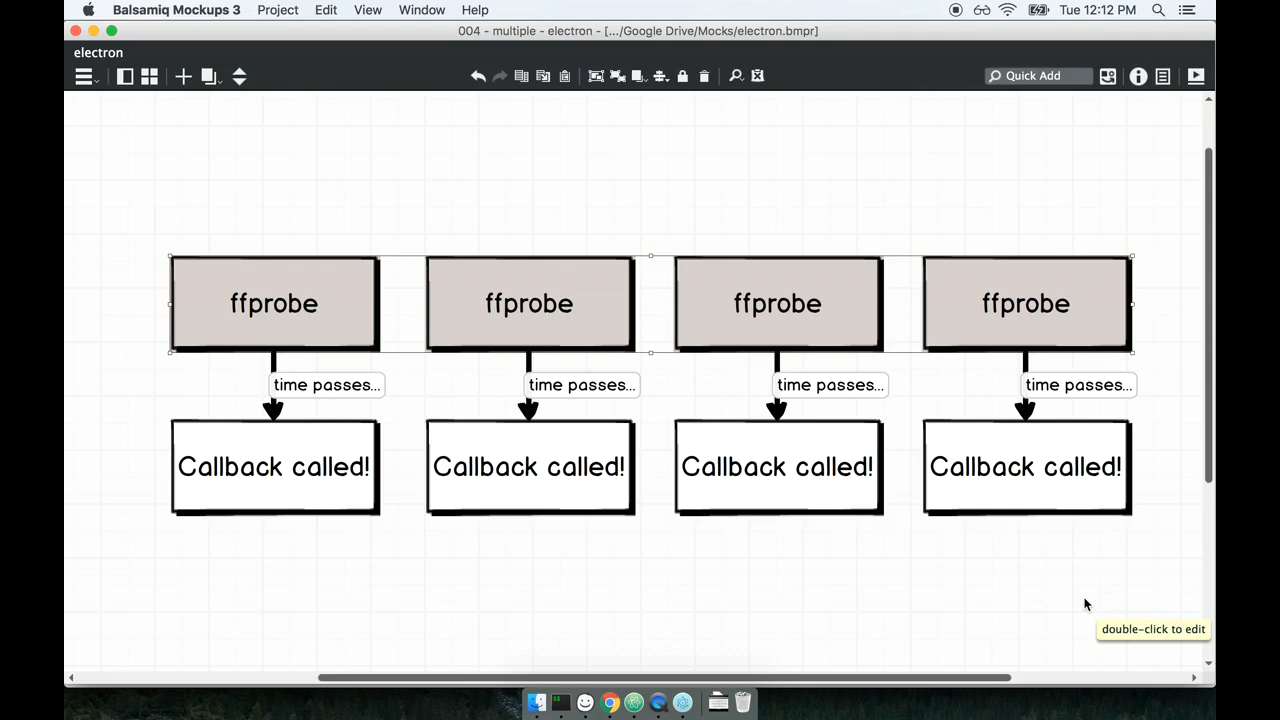 Balsamiq Mockups 3 Project Edit View Window Help Tue 12:12 PM
004 - multiple - electron - [.../Google Drive/Mocks/electron.bmpr]
electron
Quick Add
ffprobe ffprobe ffprobe ffprobe
time passes... time passes... time passes... time passes...
Callback called! Callback called! Callback called! Callback called!
double-click to edit